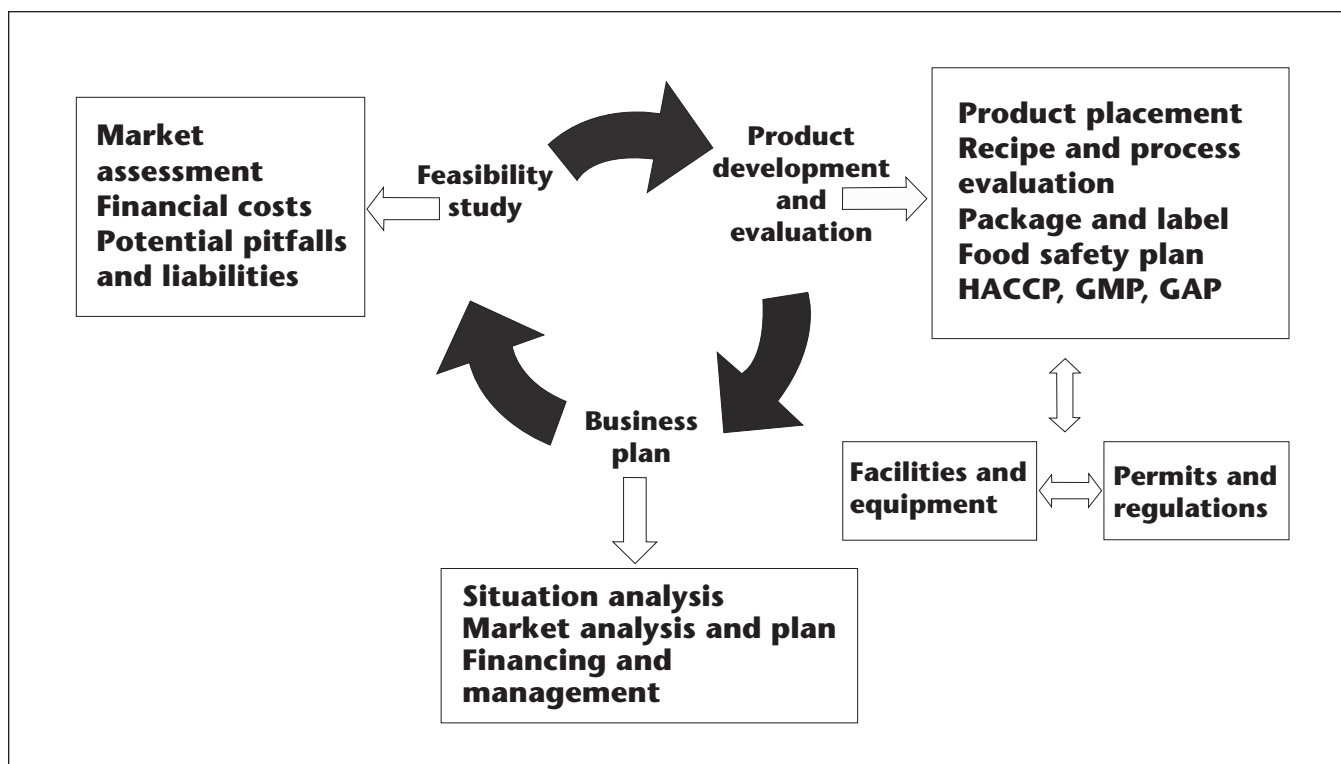 Market
assessment
Financial costs
Potential pitfalls
and liabilities
Feasibility
study
Product
development
and
evaluation
Product placement
Recipe and process
evaluation
Package and label
Food safety plan
HACCP, GMP, GAP
Business
plan
Facilities and
equipment
Permits and
regulations
Situation analysis
Market analysis and plan
Financing and
management